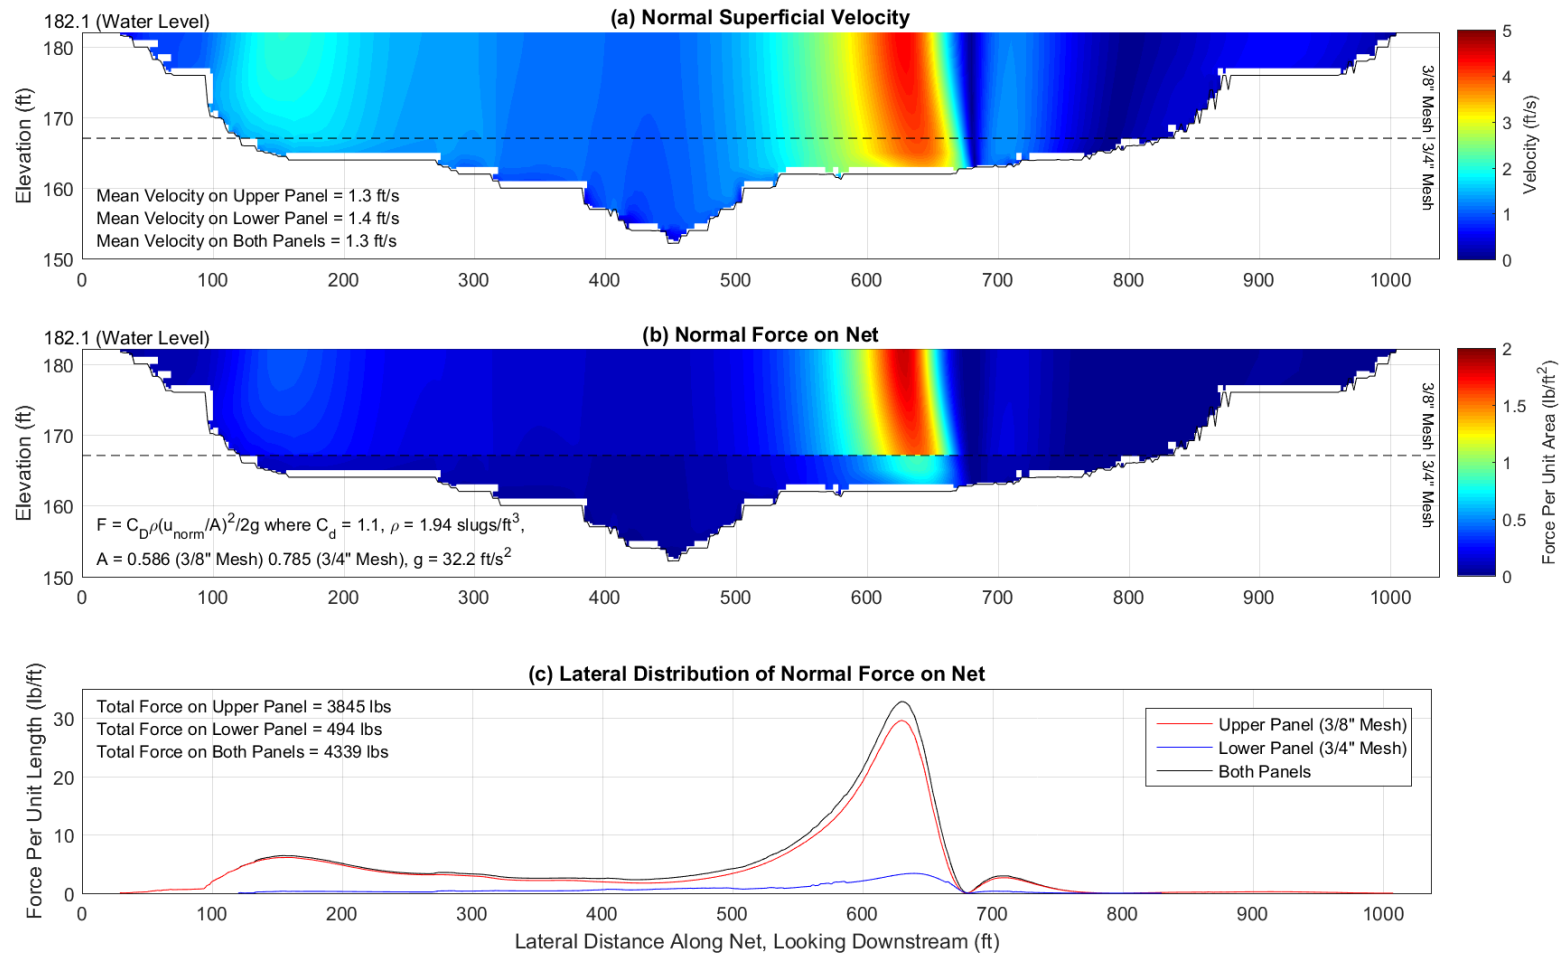 182.1 (Water Level)
(a) Normal Superficial Velocity
Elevation (ft)
180
170
160
150
Mean Velocity on Upper Panel = 1.3 ft/s
Mean Velocity on Lower Panel = 1.4 ft/s
Mean Velocity on Both Panels = 1.3 ft/s
3/8" Mesh
3/4" Mesh
0 100 200 300 400 500 600 700 800 900 1000
5
4
3
2
1
0
Velocity (ft/s)
182.1 (Water Level)
(b) Normal Force on Net
Elevation (ft)
180
170
160
150
F = C_Dρ(u_norm/A)^2/2g where C_d = 1.1, ρ = 1.94 slugs/ft^3,
A = 0.586 (3/8" Mesh) 0.785 (3/4" Mesh), g = 32.2 ft/s^2
3/8" Mesh
3/4" Mesh
0 100 200 300 400 500 600 700 800 900 1000
2
1.5
1
0.5
0
Force Per Unit Area (lb/ft^2)
(c) Lateral Distribution of Normal Force on Net
Force Per Unit Length (lb/ft)
30
20
10
0
Total Force on Upper Panel = 3845 lbs
Total Force on Lower Panel = 494 lbs
Total Force on Both Panels = 4339 lbs
Upper Panel (3/8" Mesh)
Lower Panel (3/4" Mesh)
Both Panels
0 100 200 300 400 500 600 700 800 900 1000
Lateral Distance Along Net, Looking Downstream (ft)